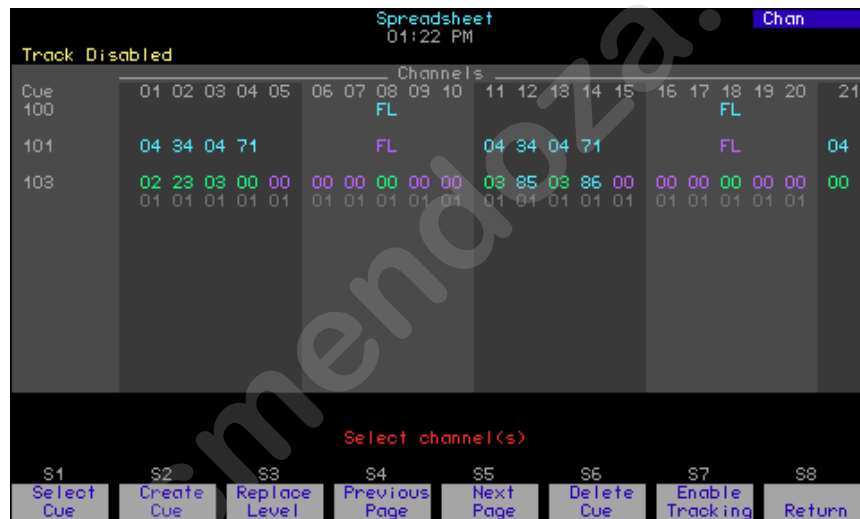 Spreadsheet
Chan
01:22 PM
Track Disabled
Channels
Cue 01 02 03 04 05 06 07 08 09 10 11 12 13 14 15 16 17 18 19 20 21
100 FL FL
101 04 34 04 71 FL 04 34 04 71 FL 04
103 02 23 03 00 00 00 00 00 00 00 03 85 03 86 00 00 00 00 00 00 00
01 01 01 01 01 01 01 01 01 01 01 01 01 01 01 01 01 01 01 01
Select channel(s)
S1 S2 S3 S4 S5 S6 S7 S8
Select Create Replace Previous Next Delete Enable
Cue Cue Level Page Page Cue Tracking Return
smendoza.